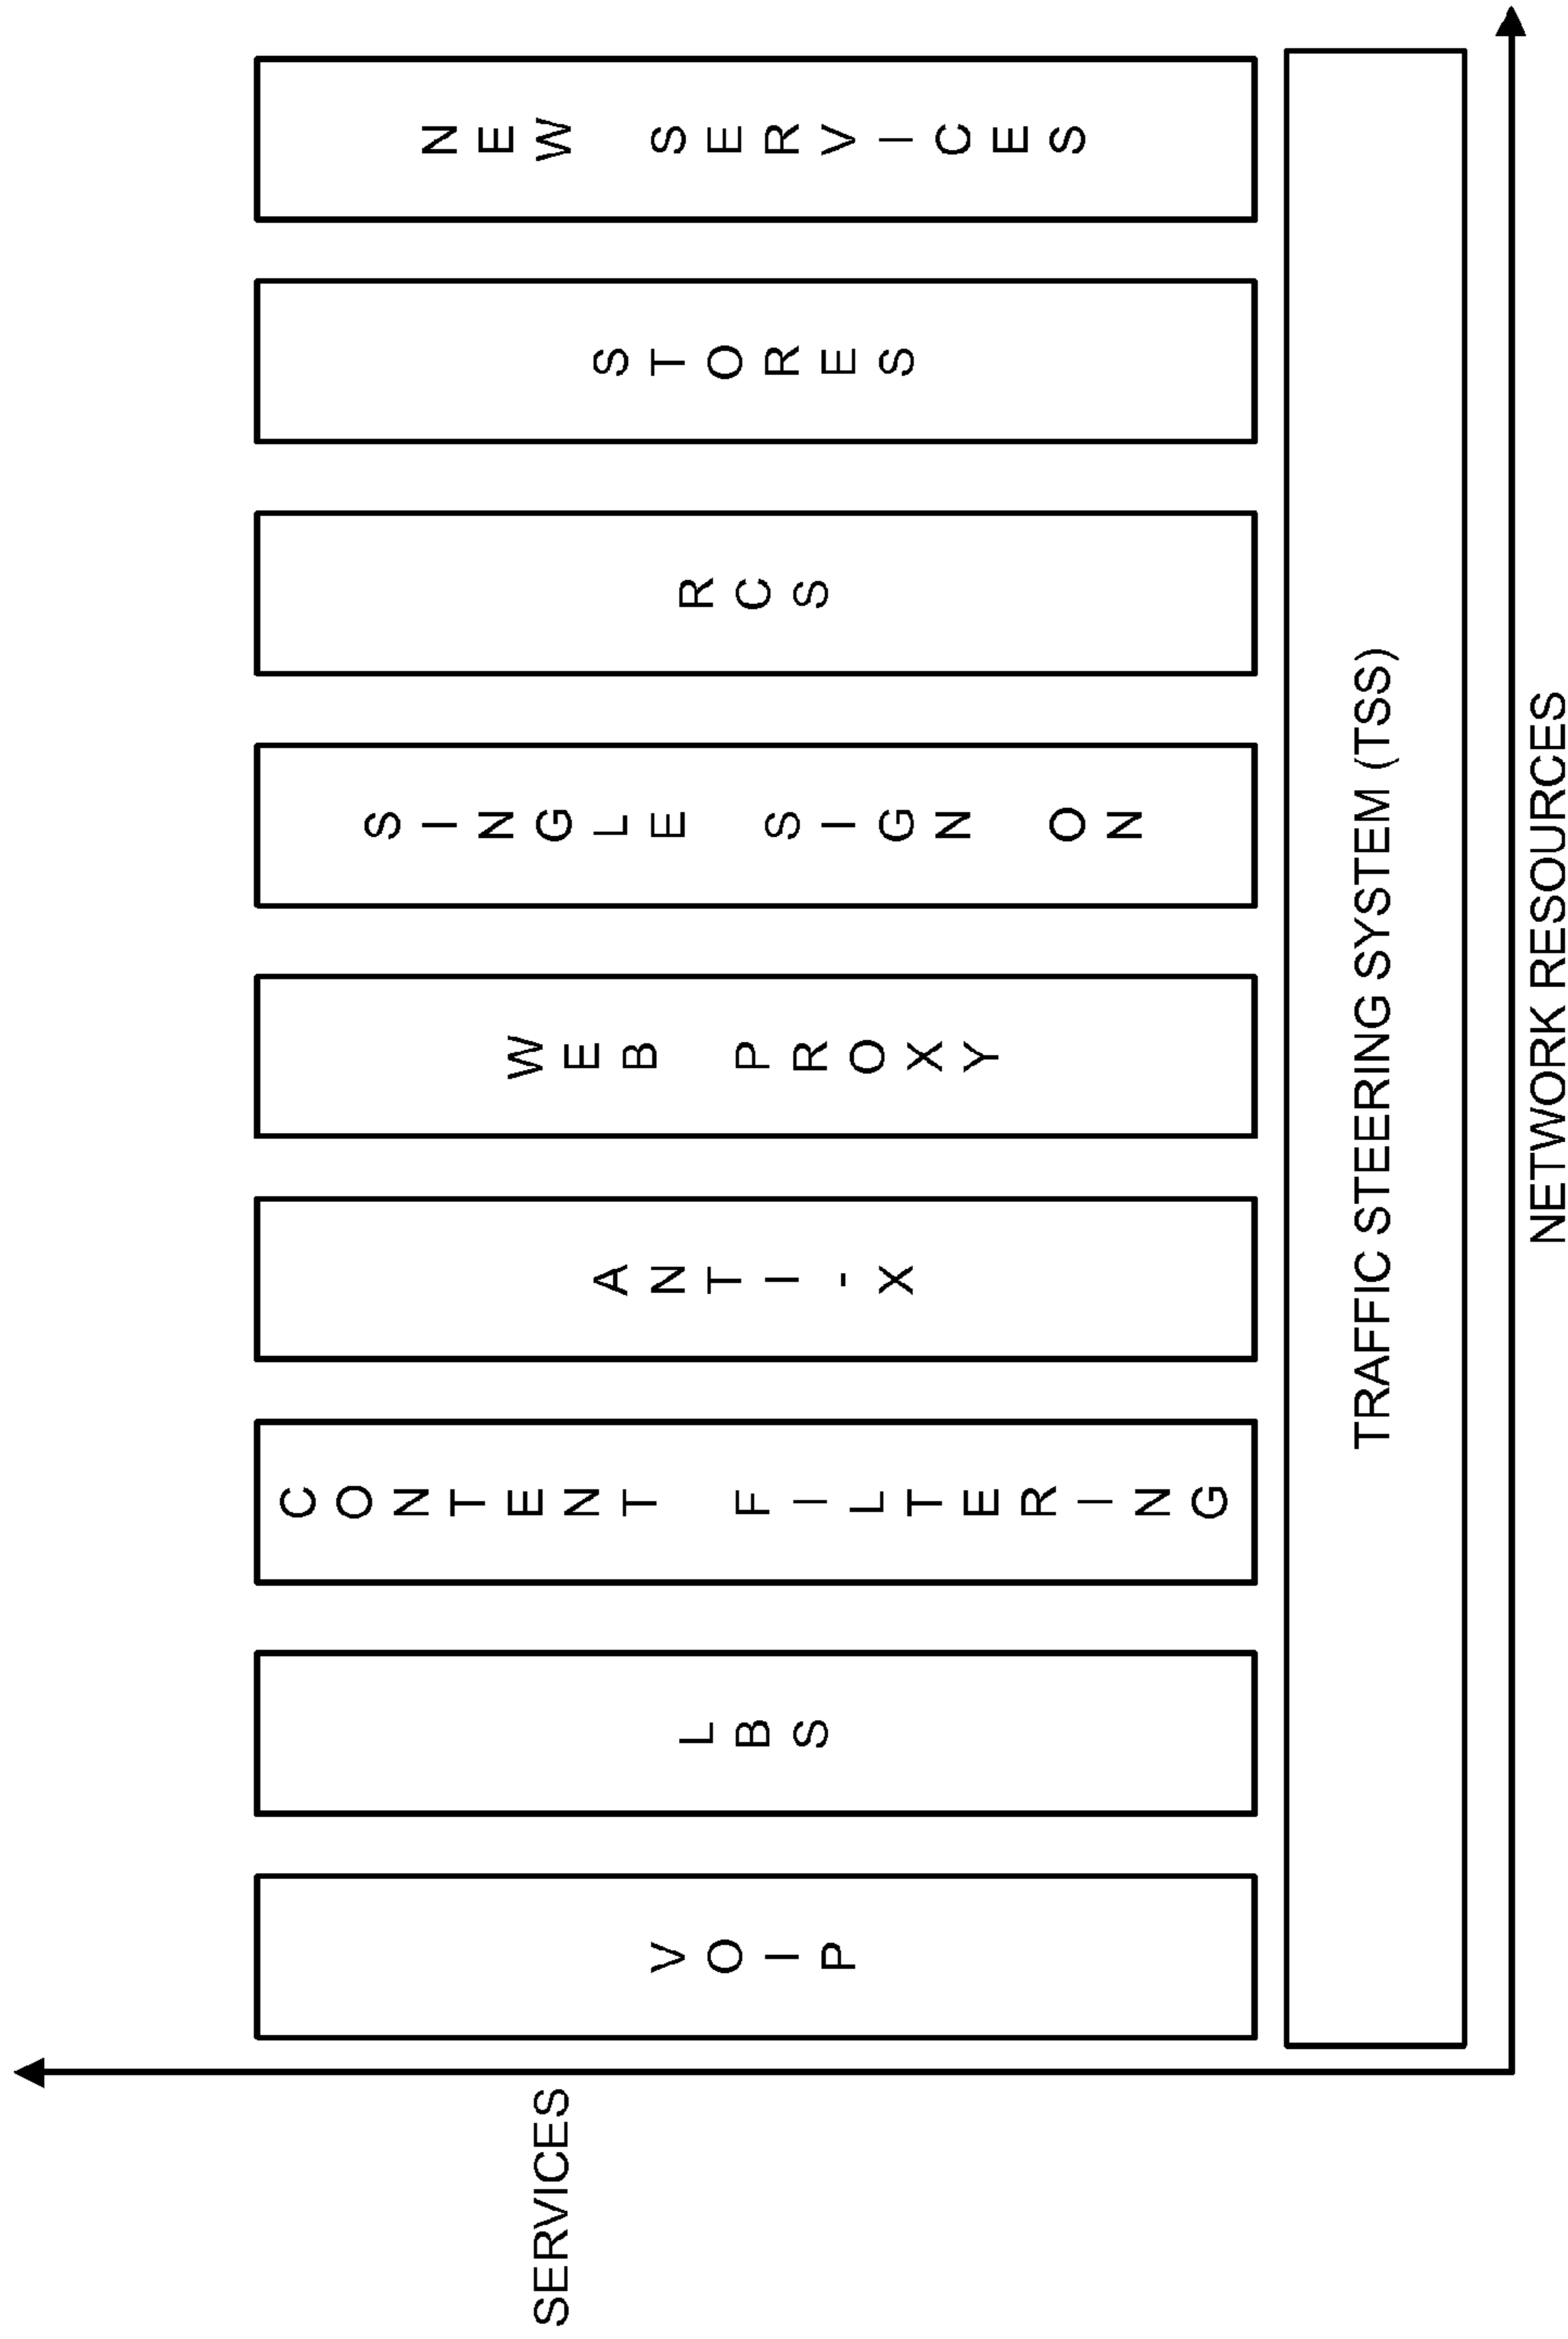 SERVICES
VOIP
LBS
CONTENT FILTERING
ANTI-X
WEB PROXY
SINGLE SIGN ON
RCS
STORES
NEW SERVICES
TRAFFIC STEERING SYSTEM (TSS)
NETWORK RESOURCES